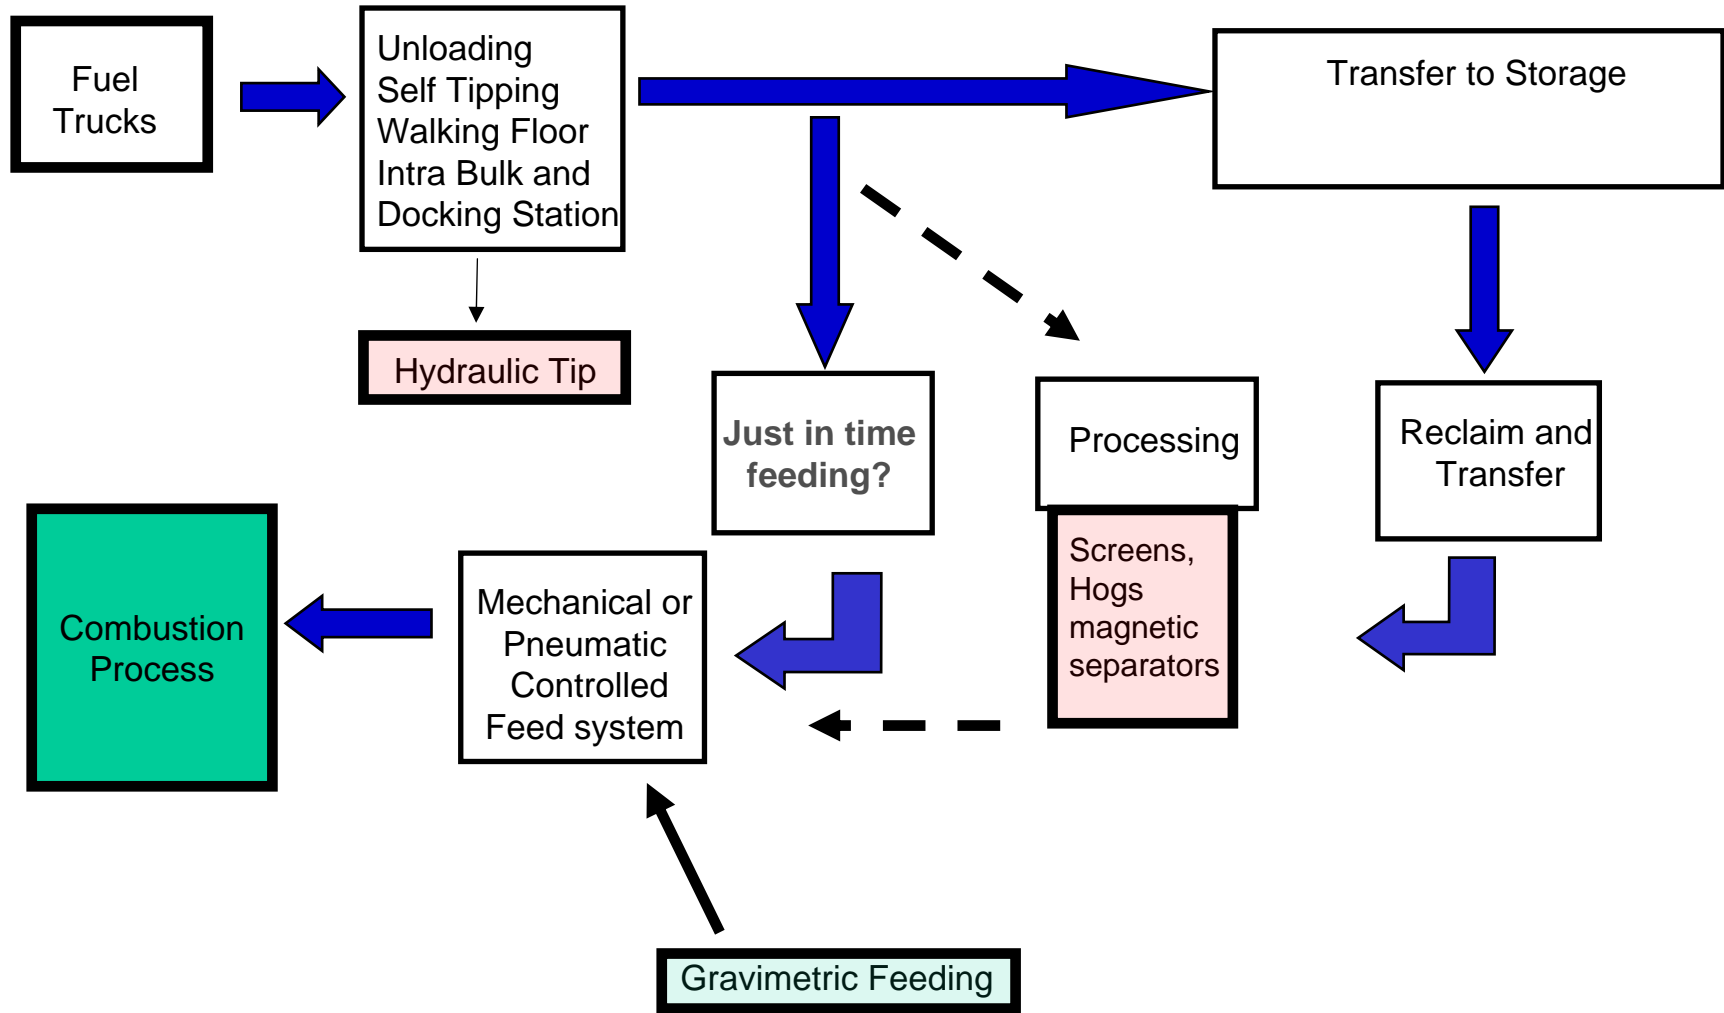 Fuel
Trucks
Unloading
Self Tipping
Walking Floor
Intra Bulk and
Docking Station
Transfer to Storage
Hydraulic Tip
Just in time
feeding?
Processing
Reclaim and
Transfer
Screens,
Hogs
magnetic
separators
Combustion
Process
Mechanical or
Pneumatic
Controlled
Feed system
Gravimetric Feeding